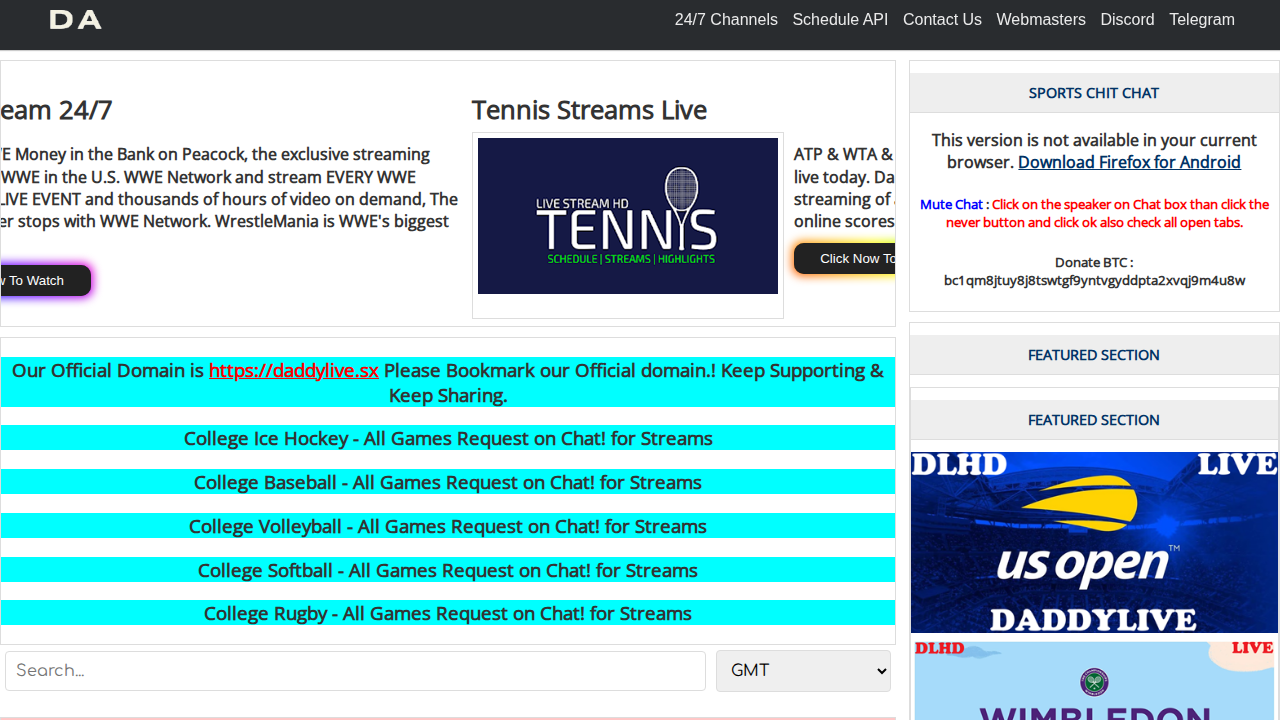 DA
24/7 Channels Schedule API Contact Us Webmasters Discord Telegram
eam 24/7
E Money in the Bank on Peacock, the exclusive streaming
WWE in the U.S. WWE Network and stream EVERY WWE
LIVE EVENT and thousands of hours of video on demand, The
er stops with WWE Network. WrestleMania is WWE's biggest
w To Watch
Tennis Streams Live
LIVE STREAM HD
TENNIS
SCHEDULE | STREAMS | HIGHLIGHTS
ATP & WTA &
live today. Da
streaming of
online scores
Click Now To
Our Official Domain is https://daddylive.sx Please Bookmark our Official domain.! Keep Supporting &
Keep Sharing.
College Ice Hockey - All Games Request on Chat! for Streams
College Baseball - All Games Request on Chat! for Streams
College Volleyball - All Games Request on Chat! for Streams
College Softball - All Games Request on Chat! for Streams
College Rugby - All Games Request on Chat! for Streams
Search...
GMT
SPORTS CHIT CHAT
This version is not available in your current
browser. Download Firefox for Android
Mute Chat : Click on the speaker on Chat box than click the
never button and click ok also check all open tabs.
Donate BTC :
bc1qm8jtuy8j8tswtgf9yntvgyddpta2xvqj9m4u8w
FEATURED SECTION
FEATURED SECTION
DLHD LIVE
us open
TM
DADDYLIVE
DLHD LIVE
WIMBLEDON